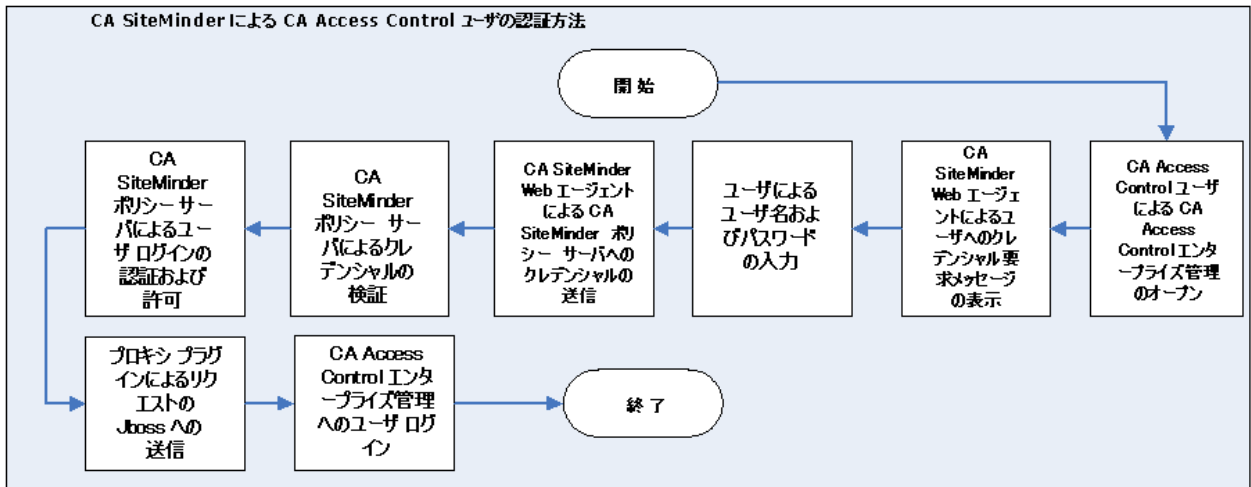 CA SiteMinder による CA Access Control ユーザの認証方法
開始
CA Access
Control ユーザ
による CA
Access
Control エンタ
ープライズ管理
のオープン
CA
SiteMinder
Web エージェ
ントによるユ
ーザへのクレ
デンシャル要
求メッセージ
の表示
ユーザによる
ユーザ名およ
びパスワード
の入力
CA SiteMinder
Web エージェント
による CA
SiteMinder ポリ
シー サーバへの
クレデンシャルの
送信
CA
SiteMinder
ポリシー サー
バによるクレ
デンシャルの
検証
CA
SiteMinder
ポリシー サー
バによるユー
ザ ログインの
認証および
許可
プロキシ プラグ
インによるリク
エストの
Jboss への
送信
CA Access
Control エンタ
ープライズ管理
へのユーザ ログ
イン
終了